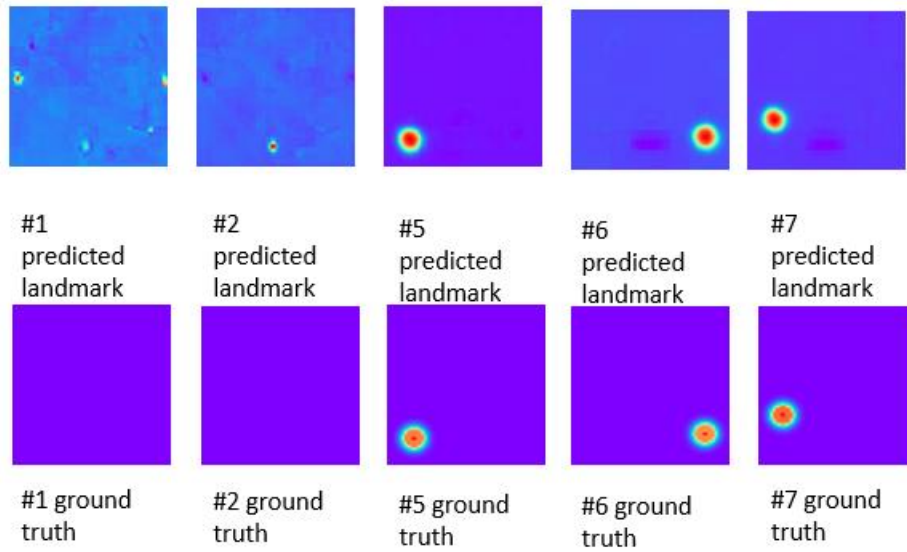 #1
predicted
landmark
#2
predicted
landmark
#5
predicted
landmark
#6
predicted
landmark
#7
predicted
landmark
#1 ground
truth
#2 ground
truth
#5 ground
truth
#6 ground
truth
#7 ground
truth